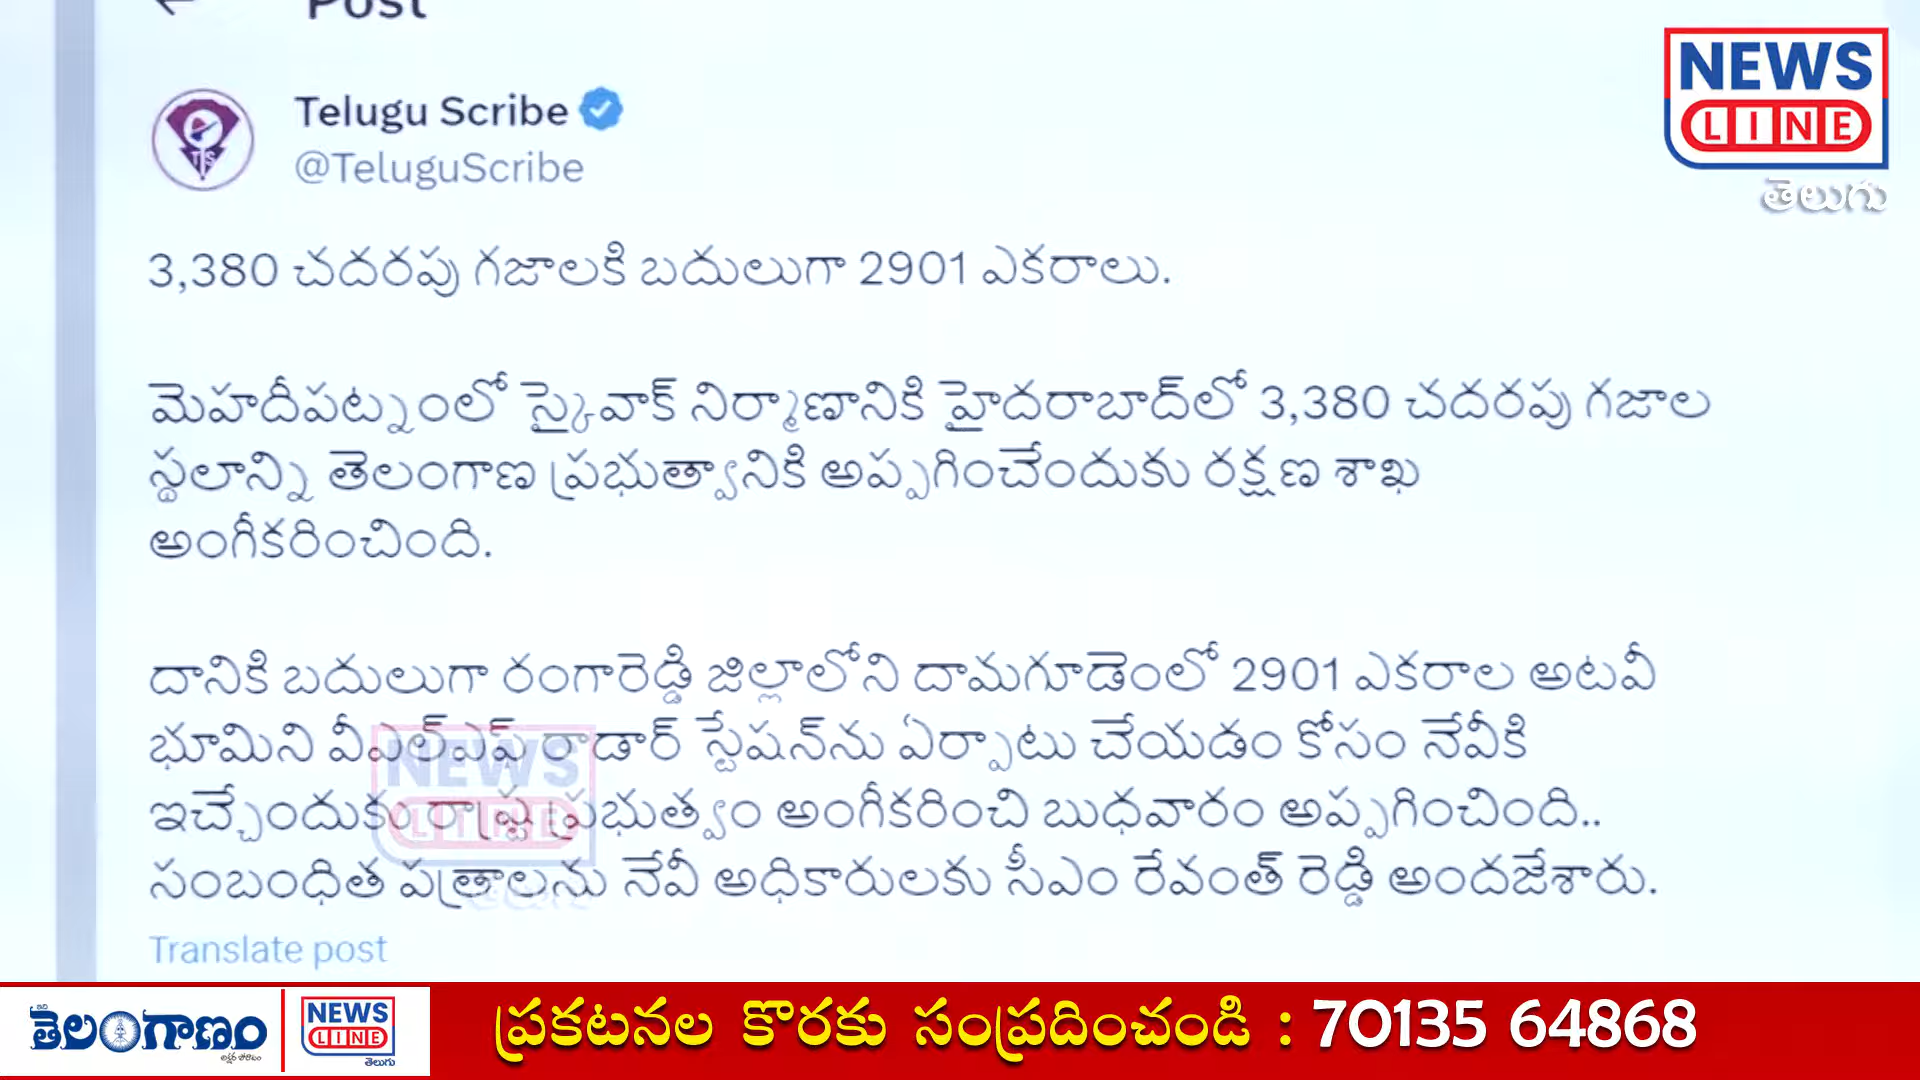 Post
Telugu Scribe
@TeluguScribe
NEWS
LINE
తెలుగు
3,380 చదరపు గజాలకి బదులుగా 2901 ఎకరాలు.
మెహదీపట్నంలో స్కైవాక్ నిర్మాణానికి హైదరాబాద్‌లో 3,380 చదరపు గజాల
స్థలాన్ని తెలంగాణ ప్రభుత్వానికి అప్పగించేందుకు రక్షణ శాఖ
అంగీకరించింది.
దానికి బదులుగా రంగారెడ్డి జిల్లాలోని దామగూడెంలో 2901 ఎకరాల అటవీ
భూమిని వీఎల్ఎఫ్ రాడార్ స్టేషన్‌ను ఏర్పాటు చేయడం కోసం నేవీకి
ఇచ్చేందుకు రాష్ట్ర ప్రభుత్వం అంగీకరించి బుధవారం అప్పగించింది..
సంబంధిత పత్రాలను నేవీ అధికారులకు సీఎం రేవంత్ రెడ్డి అందజేశారు.
NEWS
LINE
తెలుగు
Translate post
తెలంగాణం
NEWS
LINE
తెలుగు
ప్రకటనల కొరకు సంప్రదించండి : 70135 64868